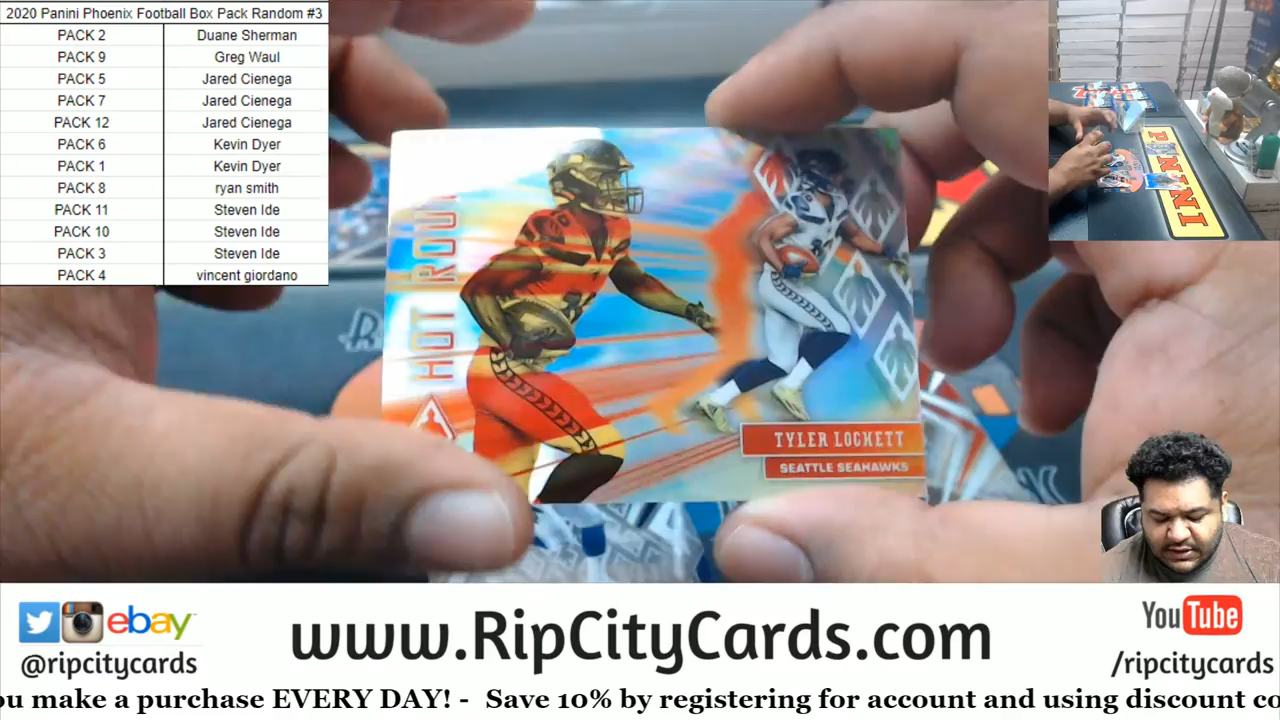 2020 Panini Phoenix Football Box Pack Random #3
PACK 2 Duane Sherman
PACK 9 Greg Waul
PACK 5 Jared Cienega
PACK 7 Jared Cienega
PACK 12 Jared Cienega
PACK 6 Kevin Dyer
PACK 1 Kevin Dyer
PACK 8 ryan smith
PACK 11 Steven Ide
PACK 10 Steven Ide
PACK 3 Steven Ide
PACK 4 vincent giordano
HOT ROU
TYLER LOCKETT
SEATTLE SEAHAWKS
PANINI
ebay
@ripcitycards
www.RipCityCards.com
YouTube
/ripcitycards
ou make a purchase EVERY DAY! - Save 10% by registering for account and using discount co